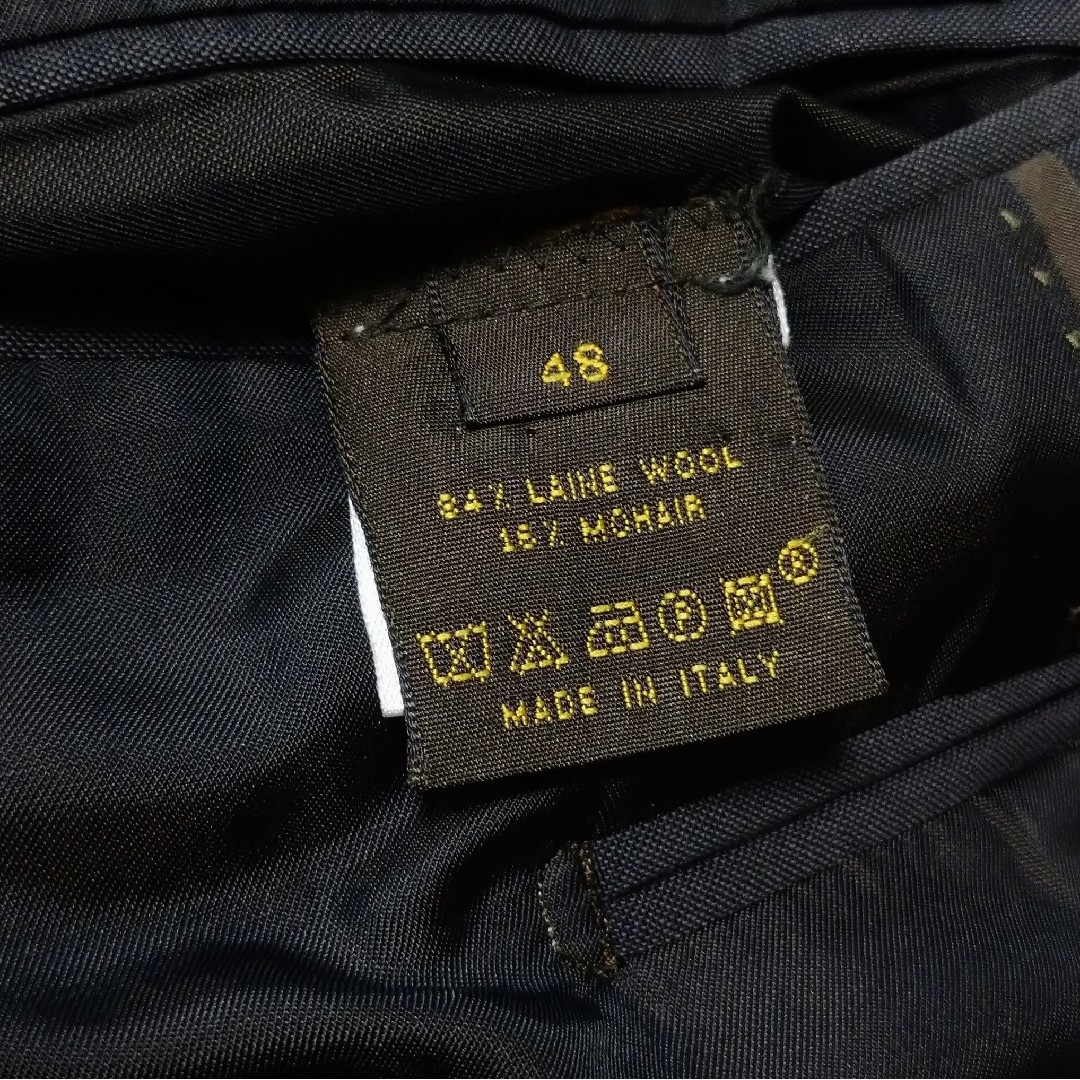 48
84% LAINE WOOL
16% MOHAIR
P
R
MADE IN ITALY